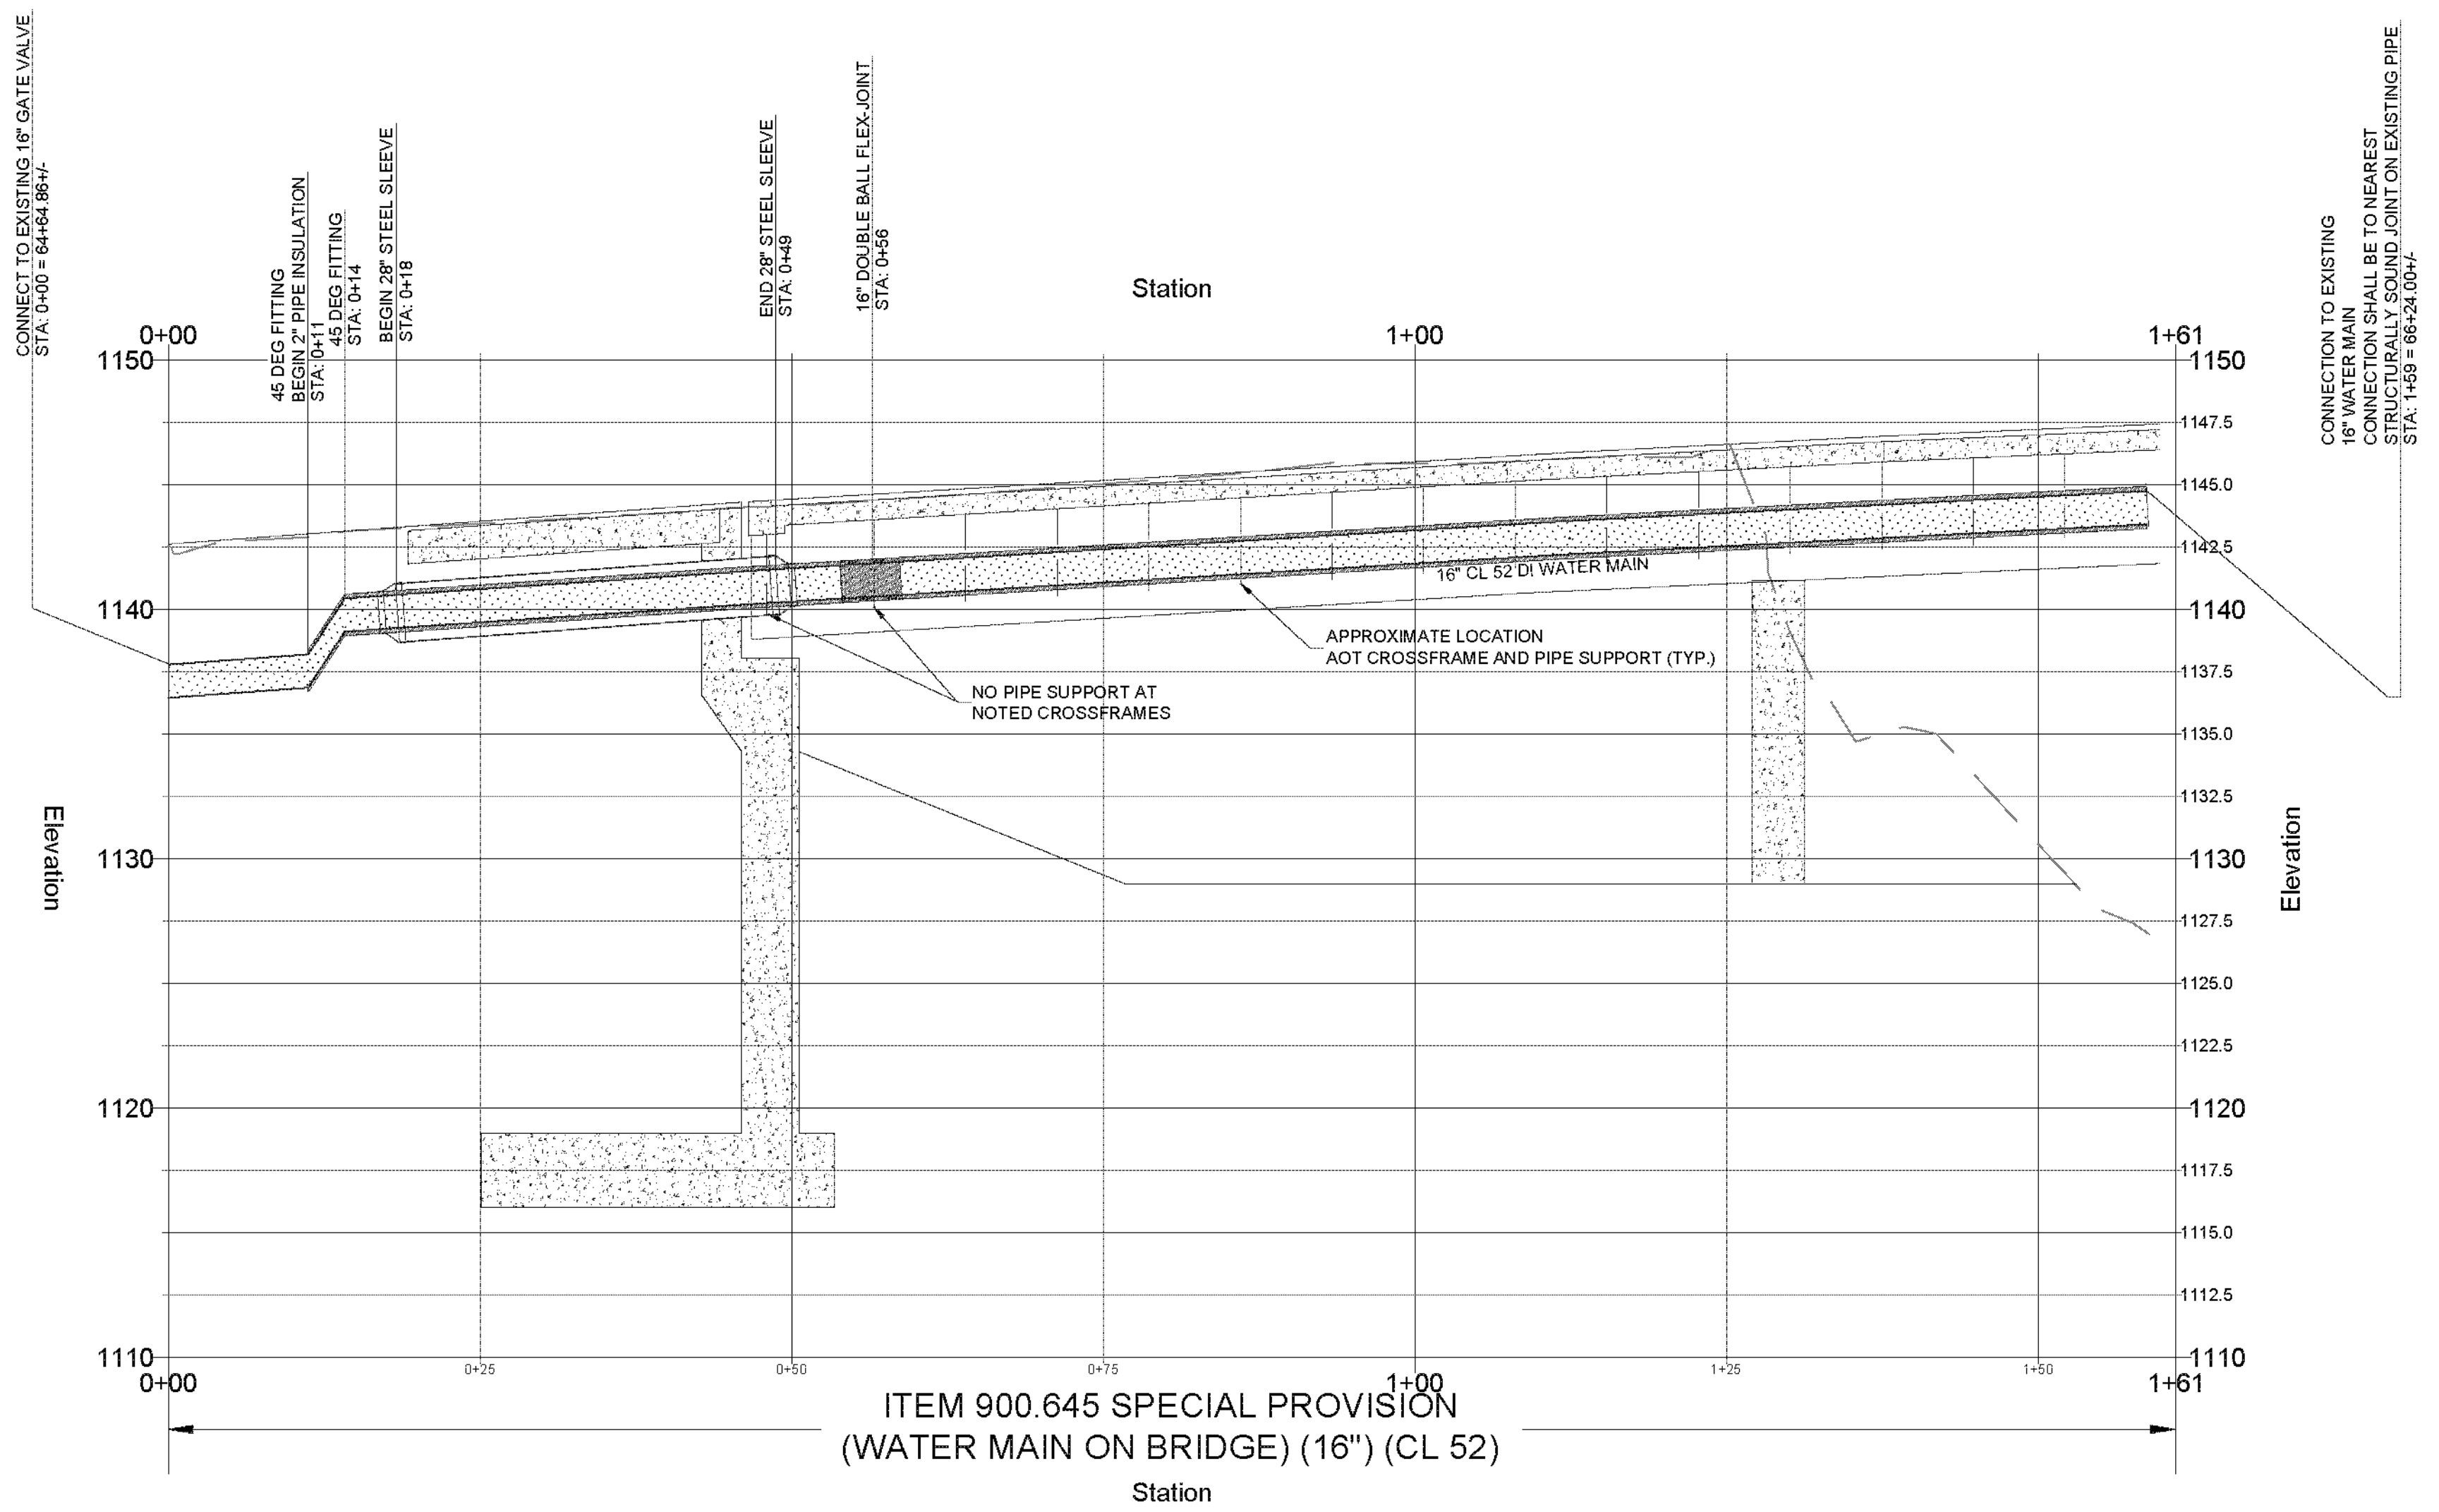 CONNECT TO EXISTING 16" GATE VALVE
STA: 0+00 = 64+64.86+/-
45 DEG FITTING
BEGIN 2" PIPE INSULATION
STA: 0+11
45 DEG FITTING
STA: 0+14
BEGIN 28" STEEL SLEEVE
STA: 0+18
END 28" STEEL SLEEVE
STA: 0+49
16" DOUBLE BALL FLEX-JOINT
STA: 0+56
CONNECTION TO EXISTING
16" WATER MAIN
CONNECTION SHALL BE TO NEAREST
STRUCTURALLY SOUND JOINT ON EXISTING PIPE
STA: 1+59 = 66+24.00+/-
Station
0+00
1+00
1+61
1150
1140
1130
1120
1110
1150
1147.5
1145.0
1142.5
1140
1137.5
1135.0
1132.5
1130
1127.5
1125.0
1122.5
1120
1117.5
1115.0
1112.5
1110
Elevation
Elevation
16" CL 52 DI WATER MAIN
APPROXIMATE LOCATION
AOT CROSSFRAME AND PIPE SUPPORT (TYP.)
NO PIPE SUPPORT AT
NOTED CROSSFRAMES
0+25
0+50
0+75
1+25
1+50
0+00
1+00
1+61
ITEM 900.645 SPECIAL PROVISION
(WATER MAIN ON BRIDGE) (16") (CL 52)
Station